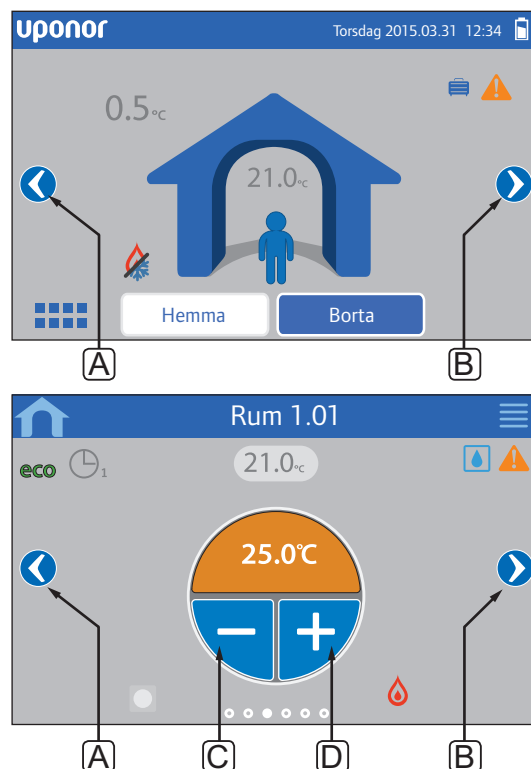 uponor Torsdag 2015.03.31 12:34
0.5°C
21.0°C
Hemma Borta
A B
Rum 1.01
eco 1 21.0°C
25.0°C
− +
A C D B